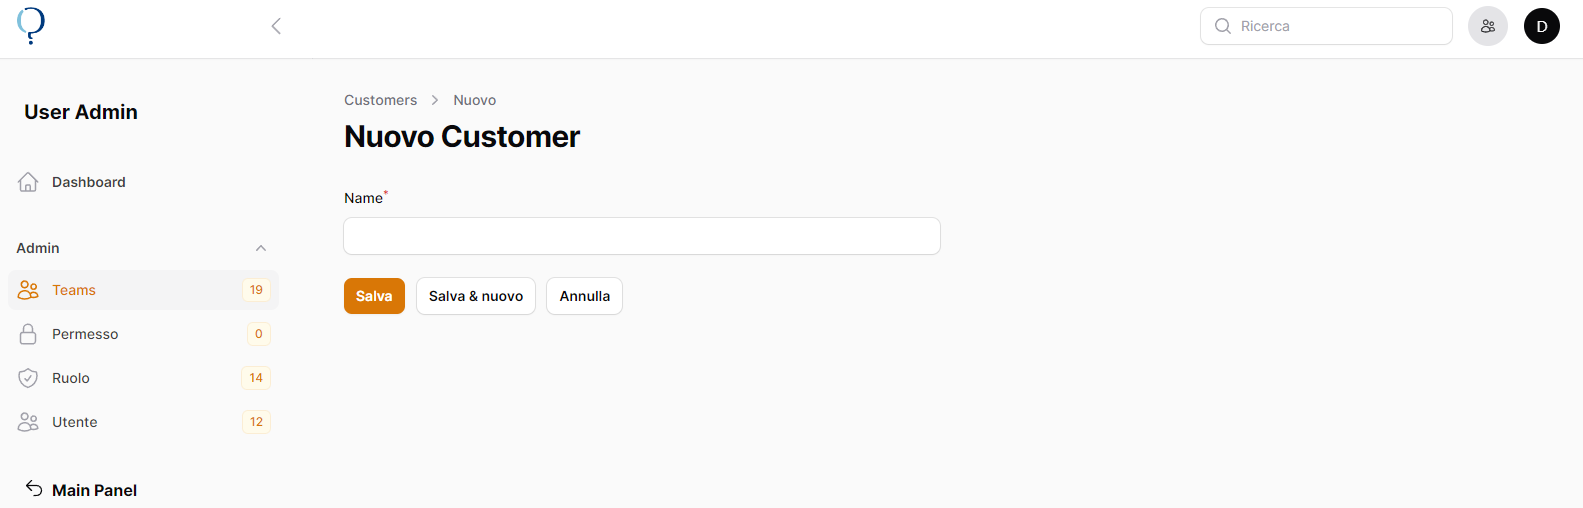 Ricerca
D
User Admin
Dashboard
Admin
Teams 19
Permesso 0
Ruolo 14
Utente 12
Main Panel
Customers Nuovo
Nuovo Customer
Name*
Salva Salva & nuovo Annulla